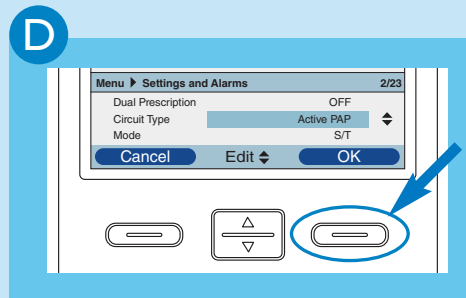 D
Menu ▶ Settings and Alarms 2/23
Dual Prescription OFF
Circuit Type Active PAP
Mode S/T
Cancel Edit OK